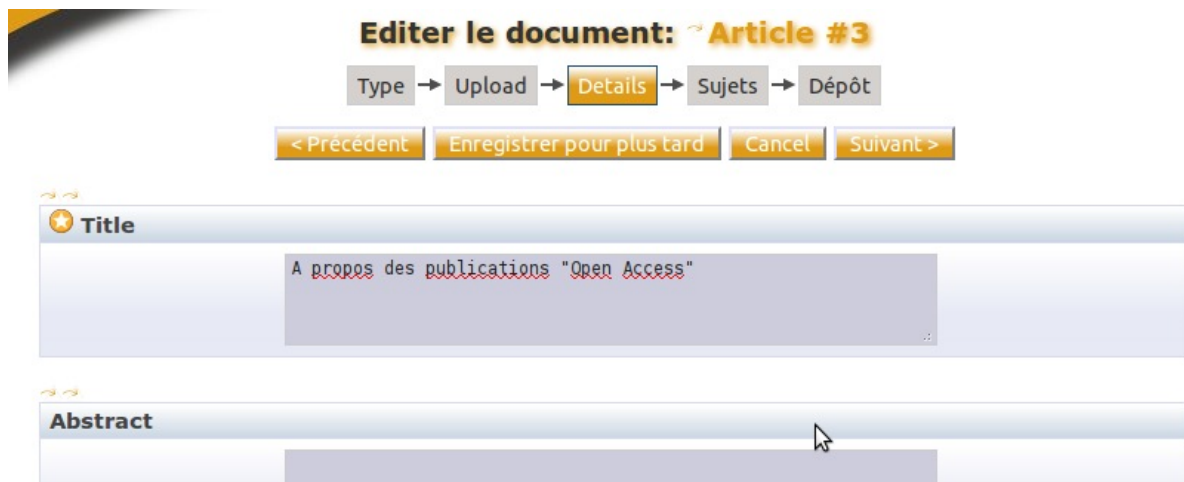 Editer le document: Article #3
Type → Upload → Details → Sujets → Dépôt
< Précédent Enregistrer pour plus tard Cancel Suivant >
Title
A propos des publications "Open Access"
Abstract